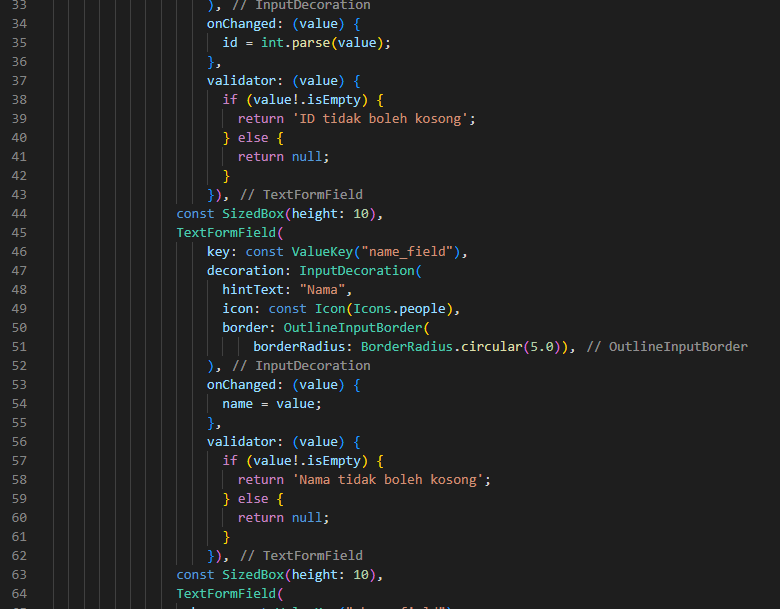 33 ), // InputDecoration
34 onChanged: (value) {
35 id = int.parse(value);
36 },
37 validator: (value) {
38 if (value!.isEmpty) {
39 return 'ID tidak boleh kosong';
40 } else {
41 return null;
42 }
43 }), // TextFormField
44 const SizedBox(height: 10),
45 TextFormField(
46 key: const ValueKey("name_field"),
47 decoration: InputDecoration(
48 hintText: "Nama",
49 icon: const Icon(Icons.people),
50 border: OutlineInputBorder(
51 borderRadius: BorderRadius.circular(5.0)), // OutlineInputBorder
52 ), // InputDecoration
53 onChanged: (value) {
54 name = value;
55 },
56 validator: (value) {
57 if (value!.isEmpty) {
58 return 'Nama tidak boleh kosong';
59 } else {
60 return null;
61 }
62 }), // TextFormField
63 const SizedBox(height: 10),
64 TextFormField(